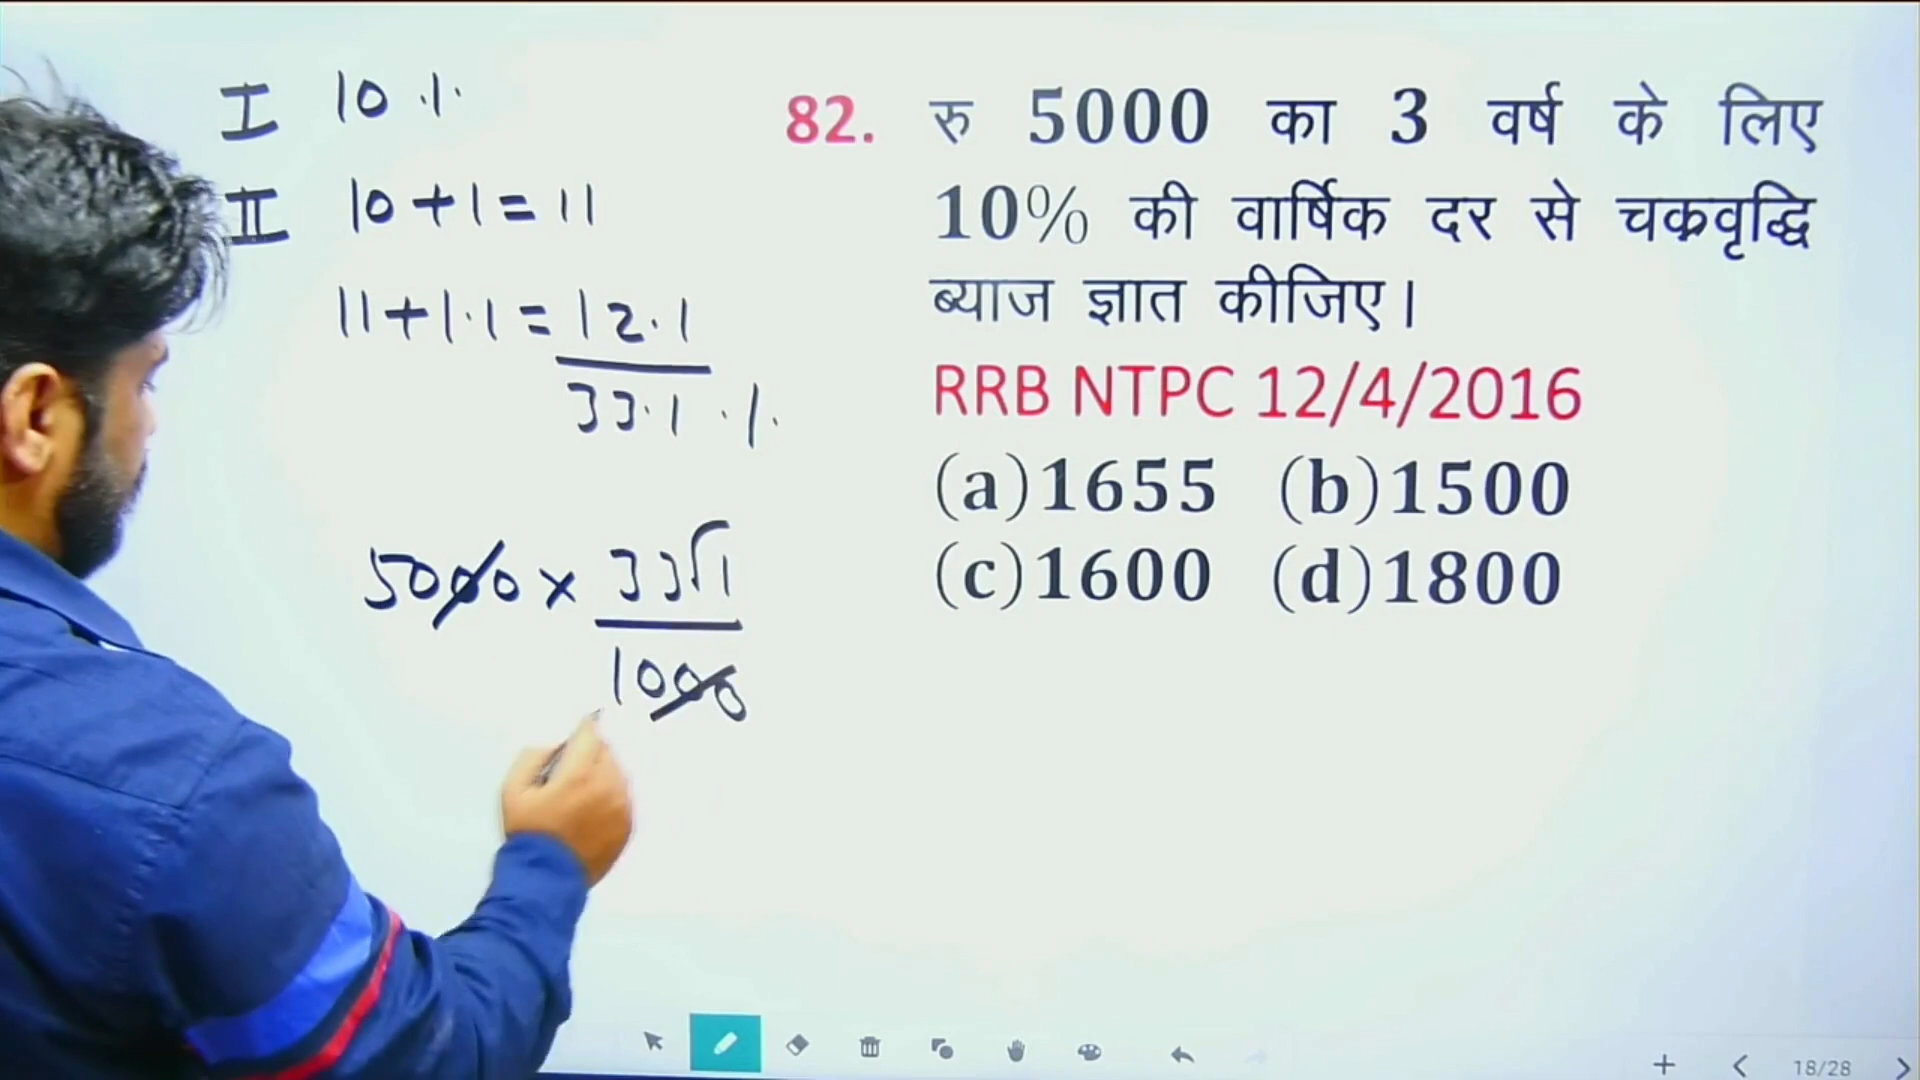 I 10 %
II 10 + 1 = 11
11 + 1.1 = 12.1
33.1 %
5000 × 331
1000
82. रु 5000 का 3 वर्ष के लिए
10% की वार्षिक दर से चक्रवृद्धि
ब्याज ज्ञात कीजिए।
RRB NTPC 12/4/2016
(a)1655 (b)1500
(c)1600 (d)1800
18/28